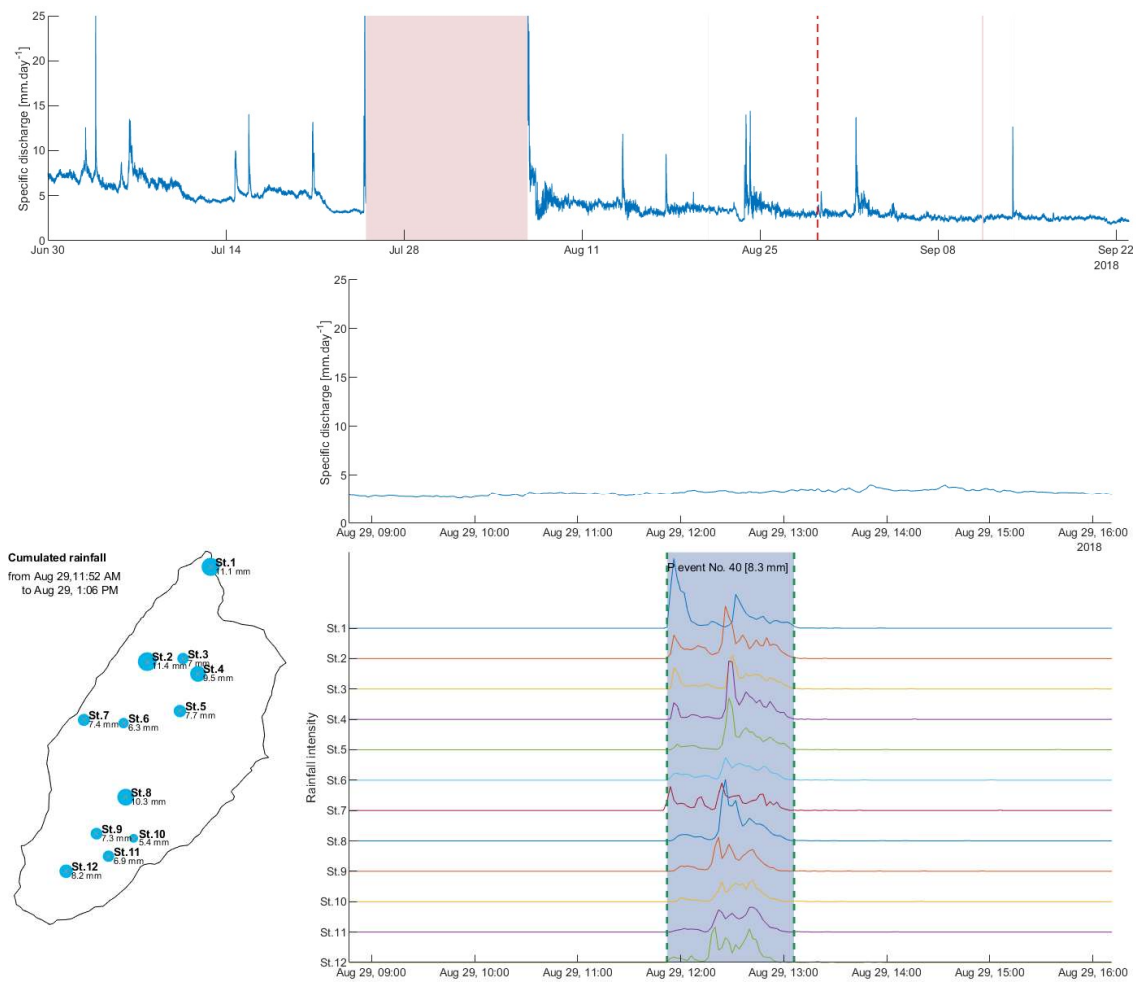 25
20
15
10
5
0
Specific discharge [mm.day-1]
Jun 30
Jul 14
Jul 28
Aug 11
Aug 25
Sep 08
Sep 22
2018
25
20
15
10
5
0
Specific discharge [mm.day-1]
Aug 29, 09:00
Aug 29, 10:00
Aug 29, 11:00
Aug 29, 12:00
Aug 29, 13:00
Aug 29, 14:00
Aug 29, 15:00
Aug 29, 16:00
2018
Cumulated rainfall
from Aug 29,11:52 AM
to Aug 29, 1:06 PM
St.1
11.1 mm
St.2
11.4 mm
St.3
7 mm
St.4
9.5 mm
St.5
7.7 mm
St.7
7.4 mm
St.6
6.3 mm
St.8
10.3 mm
St.9
7.3 mm
St.10
5.4 mm
St.11
6.9 mm
St.12
8.2 mm
P event No. 40 [8.3 mm]
Rainfall intensity
St.1
St.2
St.3
St.4
St.5
St.6
St.7
St.8
St.9
St.10
St.11
St.12
Aug 29, 09:00
Aug 29, 10:00
Aug 29, 11:00
Aug 29, 12:00
Aug 29, 13:00
Aug 29, 14:00
Aug 29, 15:00
Aug 29, 16:00